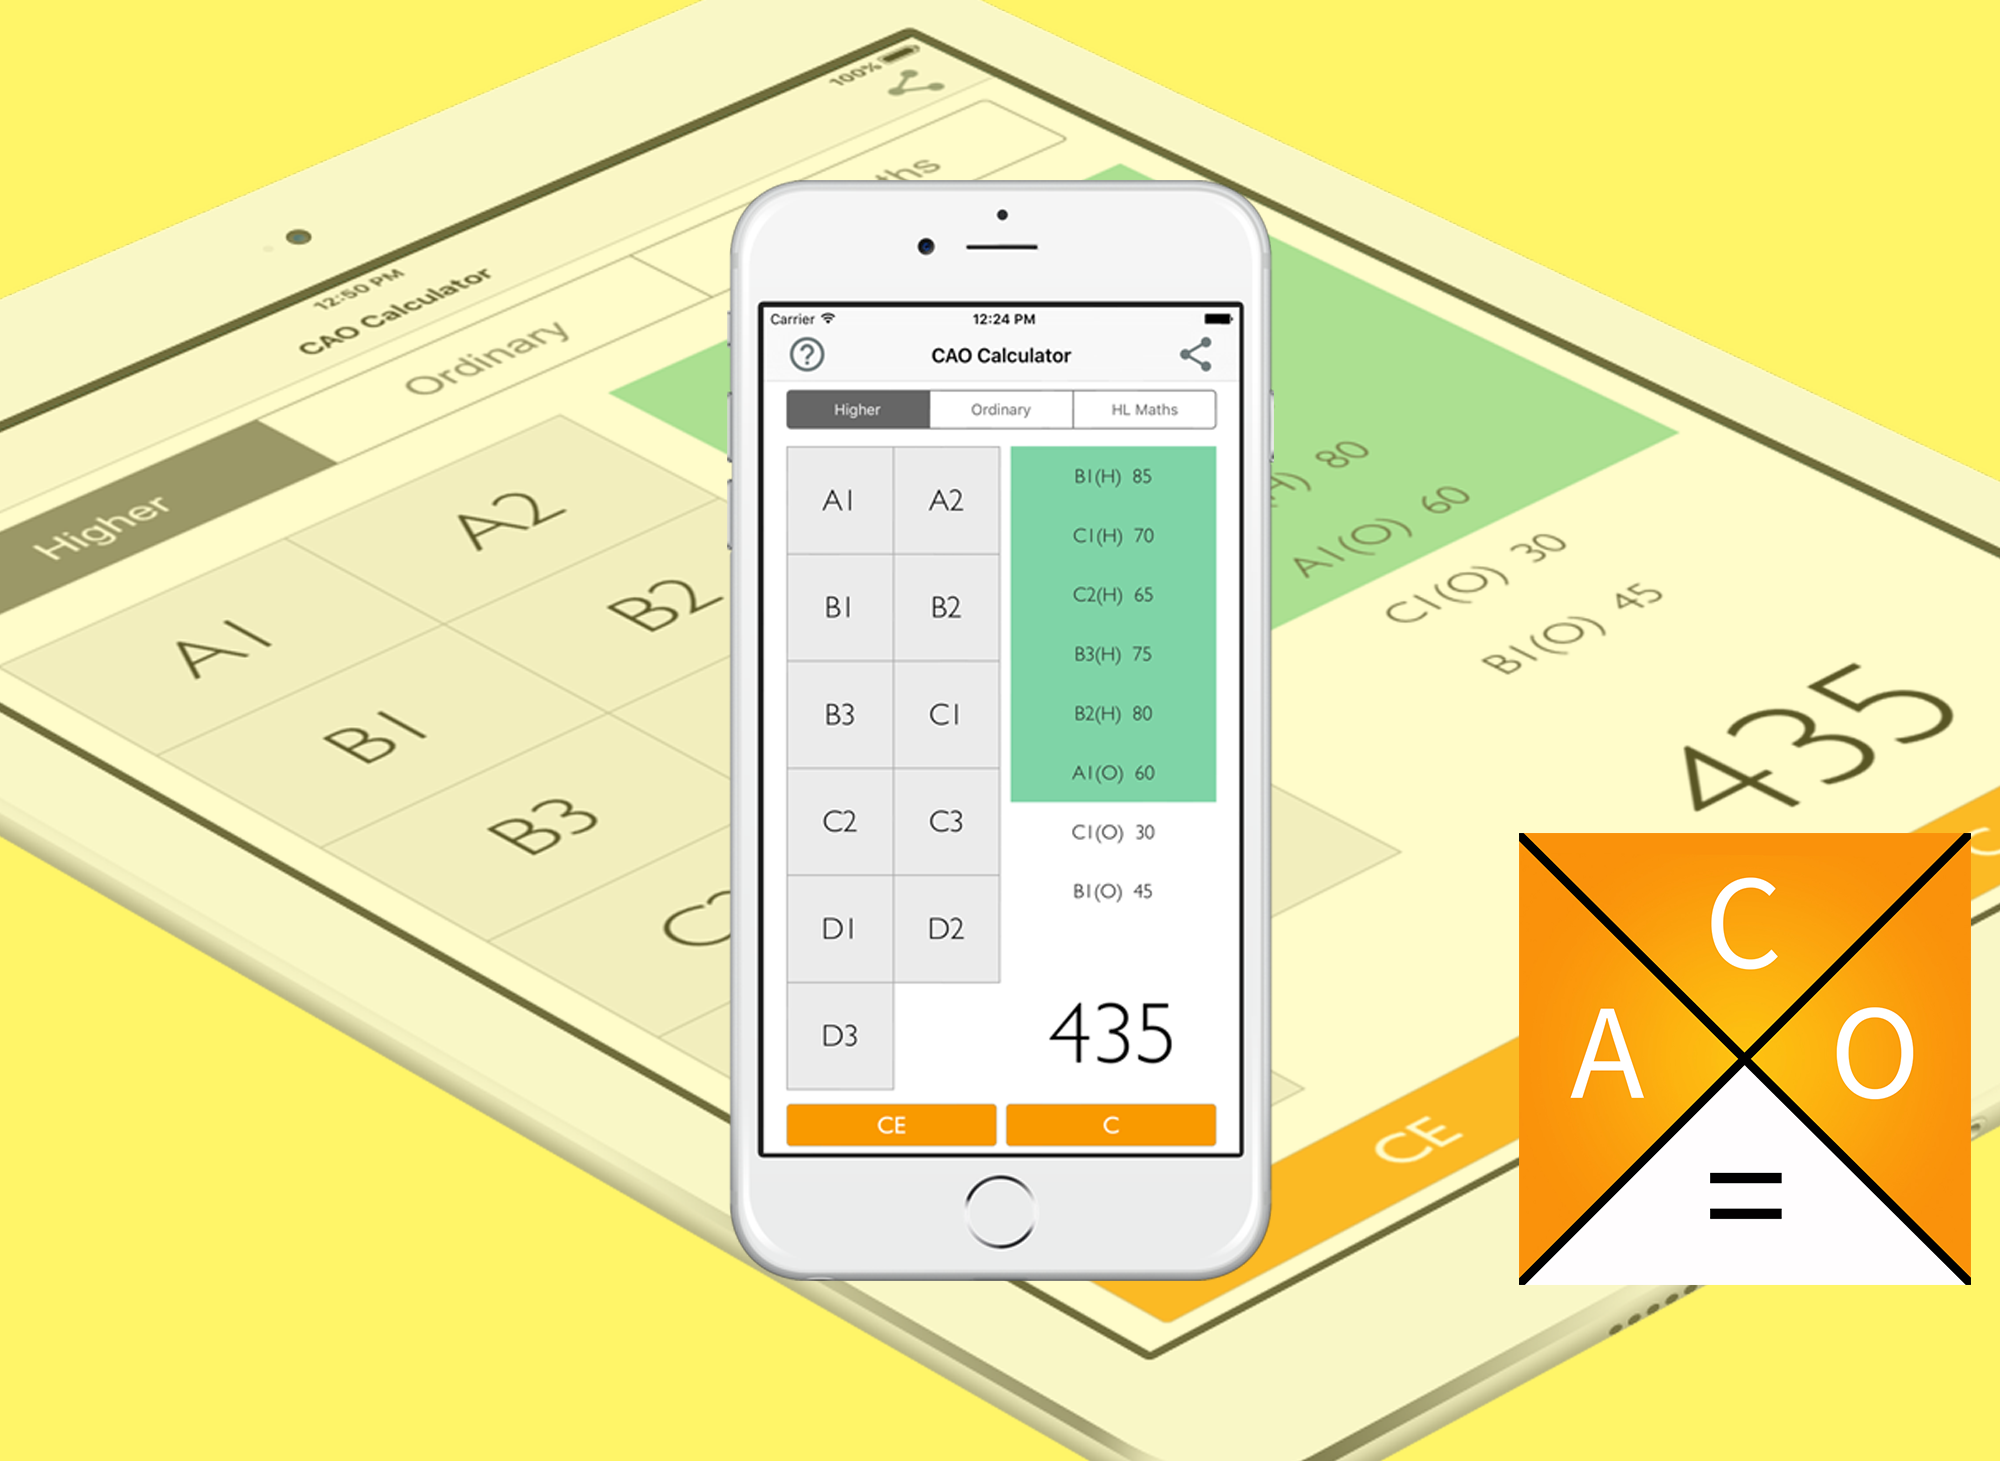 100%
ths
12:50 PM
CAO Calculator
Ordinary
Higher
A2
A1
B2
B1
B3
80
A1(O) 60
C1(O) 30
B1(O) 45
435
CE
C
Carrier 12:24 PM
? CAO Calculator
Higher Ordinary HL Maths
A1 A2
B1 B2
B3 C1
C2 C3
D1 D2
D3
B1(H) 85
C1(H) 70
C2(H) 65
B3(H) 75
B2(H) 80
A1(O) 60
C1(O) 30
B1(O) 45
435
CE C
C
A O
=